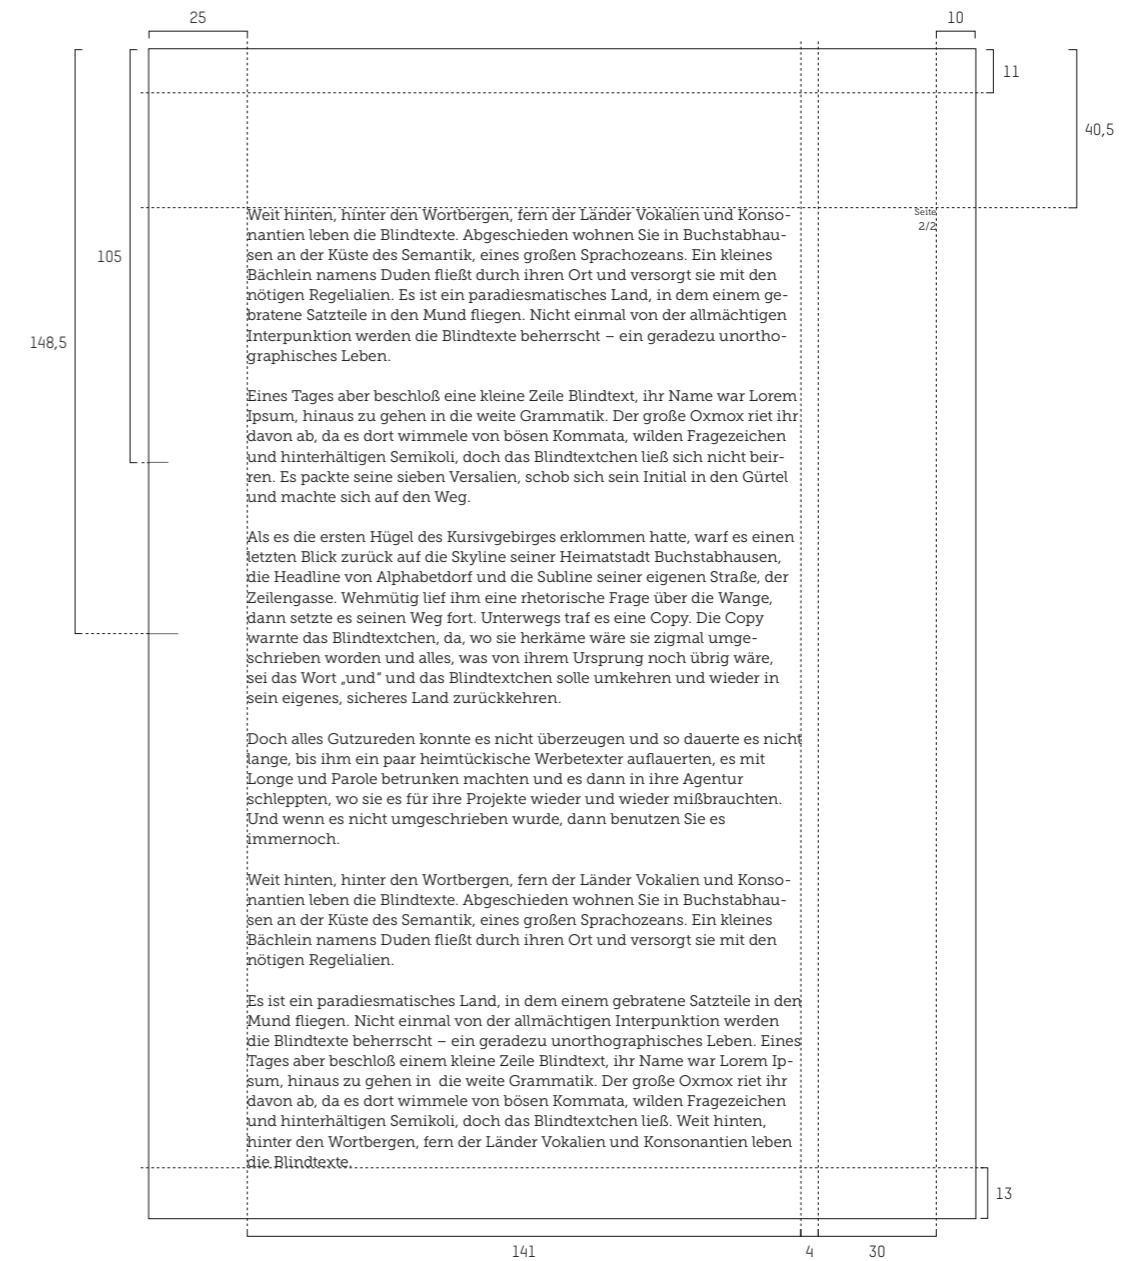 25
10
11
40,5
105
148,5
Weit hinten, hinter den Wortbergen, fern der Länder Vokalien und Konso-
nantien leben die Blindtexte. Abgeschieden wohnen Sie in Buchstabhau-
sen an der Küste des Semantik, eines großen Sprachozeans. Ein kleines
Bächlein namens Duden fließt durch ihren Ort und versorgt sie mit den
nötigen Regelialien. Es ist ein paradiesmatisches Land, in dem einem ge-
bratene Satzteile in den Mund fliegen. Nicht einmal von der allmächtigen
Interpunktion werden die Blindtexte beherrscht – ein geradezu unortho-
graphisches Leben.
Eines Tages aber beschloß eine kleine Zeile Blindtext, ihr Name war Lorem
Ipsum, hinaus zu gehen in die weite Grammatik. Der große Oxmox riet ihr
davon ab, da es dort wimmele von bösen Kommata, wilden Fragezeichen
und hinterhältigen Semikoli, doch das Blindtextchen ließ sich nicht beir-
ren. Es packte seine sieben Versalien, schob sich sein Initial in den Gürtel
und machte sich auf den Weg.
Als es die ersten Hügel des Kursivgebirges erklommen hatte, warf es einen
letzten Blick zurück auf die Skyline seiner Heimatstadt Buchstabhausen,
die Headline von Alphabetdorf und die Subline seiner eigenen Straße, der
Zeilengasse. Wehmütig lief ihm eine rhetorische Frage über die Wange,
dann setzte es seinen Weg fort. Unterwegs traf es eine Copy. Die Copy
warnte das Blindtextchen, da, wo sie herkäme wäre sie zigmal umge-
schrieben worden und alles, was von ihrem Ursprung noch übrig wäre,
sei das Wort „und“ und das Blindtextchen solle umkehren und wieder in
sein eigenes, sicheres Land zurückkehren.
Doch alles Gutzureden konnte es nicht überzeugen und so dauerte es nicht
lange, bis ihm ein paar heimtückische Werbetexter auflauerten, es mit
Longe und Parole betrunken machten und es dann in ihre Agentur
schleppten, wo sie es für ihre Projekte wieder und wieder mißbrauchten.
Und wenn es nicht umgeschrieben wurde, dann benutzen Sie es
immernoch.
Weit hinten, hinter den Wortbergen, fern der Länder Vokalien und Konso-
nantien leben die Blindtexte. Abgeschieden wohnen Sie in Buchstabhau-
sen an der Küste des Semantik, eines großen Sprachozeans. Ein kleines
Bächlein namens Duden fließt durch ihren Ort und versorgt sie mit den
nötigen Regelialien.
Es ist ein paradiesmatisches Land, in dem einem gebratene Satzteile in den
Mund fliegen. Nicht einmal von der allmächtigen Interpunktion werden
die Blindtexte beherrscht – ein geradezu unorthographisches Leben. Eines
Tages aber beschloß einem kleine Zeile Blindtext, ihr Name war Lorem Ip-
sum, hinaus zu gehen in  die weite Grammatik. Der große Oxmox riet ihr
davon ab, da es dort wimmele von bösen Kommata, wilden Fragezeichen
und hinterhältigen Semikoli, doch das Blindtextchen ließ. Weit hinten,
hinter den Wortbergen, fern der Länder Vokalien und Konsonantien leben
die Blindtexte.
Seite
2/2
13
141
4
30